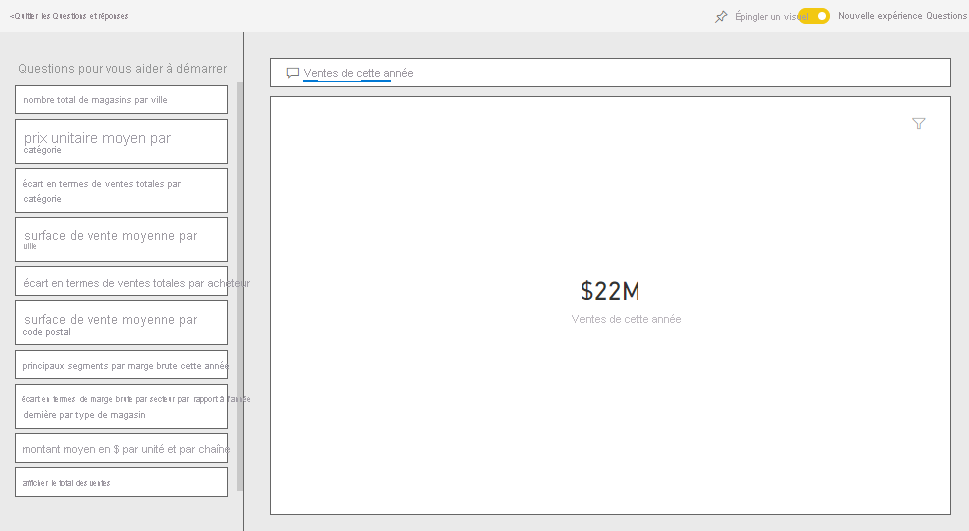 <Quitter les Questions et réponses
Épingler un visuel
Nouvelle expérience Questions
Questions pour vous aider à démarrer
nombre total de magasins par ville
prix unitaire moyen par
catégorie
écart en termes de ventes totales par
catégorie
surface de vente moyenne par
ville
écart en termes de ventes totales par acheteur
surface de vente moyenne par
code postal
principaux segments par marge brute cette année
écart en termes de marge brute par secteur par rapport à l'année
dernière par type de magasin
montant moyen en $ par unité et par chaîne
afficher le total des ventes
Ventes de cette année
$22M
Ventes de cette année